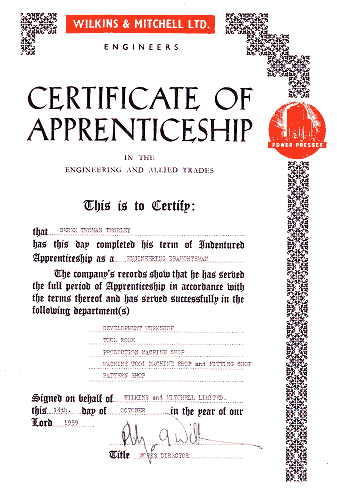 WILKINS & MITCHELL LTD.
ENGINEERS
CERTIFICATE OF
APPRENTICESHIP
IN THE
ENGINEERING AND ALLIED TRADES
POWER PRESSES
This is to Certify:
that DEREK THOMAS
has this day completed his term of Indentured
Apprenticeship as a ENGINEERING DRAUGHTSMAN
The company's records show that he has served
the full period of Apprenticeship in accordance with
the terms thereof and has served successfully in the
following department(s)
DEVELOPMENT WORKSHOP
TOOL ROOM
PRODUCTION MACHINE SHOP
MACHINE TOOL MACHINE SHOP and FITTING SHOP
PATTERN SHOP
Signed on behalf of WILKINS and MITCHELL LIMITED.
this 14th. day of OCTOBER in the year of our
Lord 1959
Title WORKS DIRECTOR